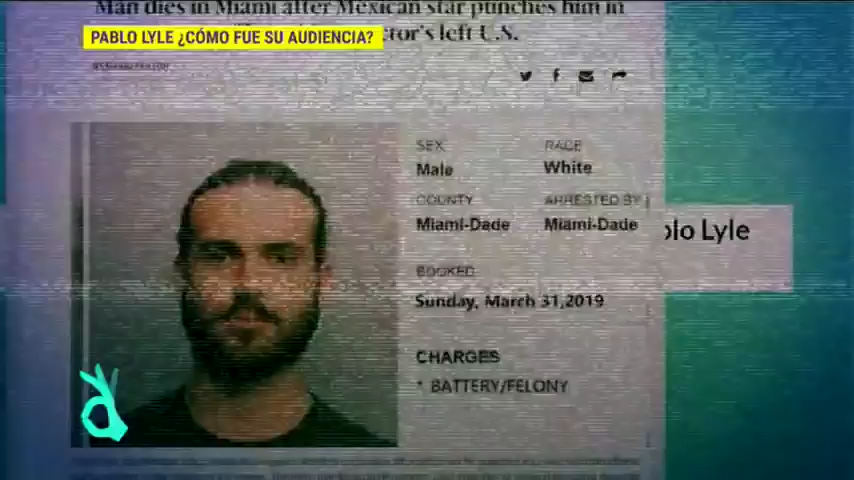 Man dies in Miami after Mexican star punches him in
PABLO LYLE ¿CÓMO FUE SU AUDIENCIA?
tor's left U.S.
SEX
RACE
Male
White
COUNTY
ARRESTED BY
Miami-Dade
Miami-Dade
blo Lyle
BOOKED
Sunday, March 31,2019
CHARGES
* BATTERY/FELONY